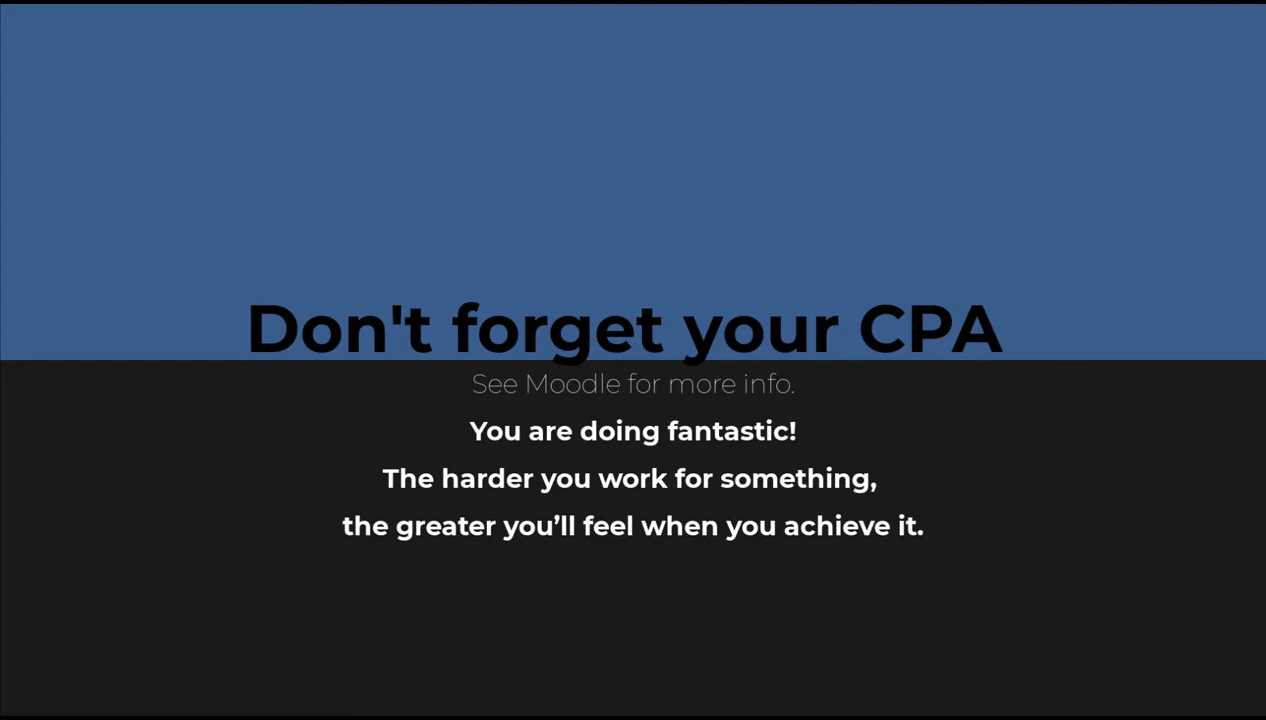 Don't forget your CPA
See Moodle for more info.
You are doing fantastic!
The harder you work for something,
the greater you’ll feel when you achieve it.